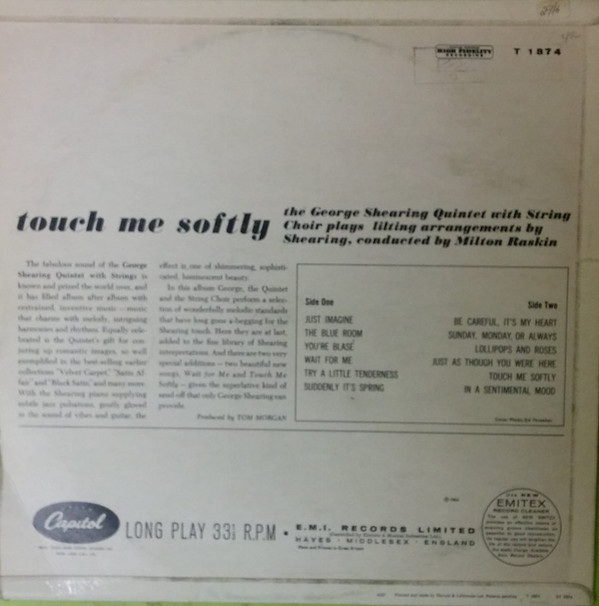 HIGH FIDELITY
RECORDING
T 1874
touch me softly
the George Shearing Quintet with String
Choir plays lilting arrangements by
Shearing, conducted by Milton Raskin
The fabulous sound of the George
Shearing Quintet with Strings is
known and prized the world over, and
it has filled album after album with
restrained, inventive music — music
that charms with melody, intriguing
harmonies and rhythms. Equally cele-
brated is the Quintet's gift for con-
juring up romantic images, so well
exemplified in the best-selling earlier
collections "Velvet Carpet," "Satin Af-
fair," and "Black Satin," and many more.
With the Shearing piano supplying
subtle jazz pulsations, gently gloved
in the sound of vibes and guitar, the
effect is one of shimmering, sophisti-
cated, luminescent beauty.
In this album George, the Quintet
and the String Choir perform a selec-
tion of wonderfully melodic standards
that have long gone a-begging for the
Shearing touch. Here they are at last,
added to the fine library of Shearing
interpretations. And there are two very
special additions — two beautiful new
songs, Wait for Me and Touch Me
Softly — given the superlative kind of
send-off that only George Shearing can
provide.
Produced by TOM MORGAN
Side One
JUST IMAGINE
THE BLUE ROOM
YOU'RE BLASÉ
WAIT FOR ME
TRY A LITTLE TENDERNESS
SUDDENLY IT'S SPRING
Side Two
BE CAREFUL, IT'S MY HEART
SUNDAY, MONDAY, OR ALWAYS
LOLLIPOPS AND ROSES
JUST AS THOUGH YOU WERE HERE
TOUCH ME SOFTLY
IN A SENTIMENTAL MOOD
Capitol
LONG PLAY 33⅓ R.P.M •
E.M.I. RECORDS LIMITED
HAYES • MIDDLESEX • ENGLAND
USE NEW
EMITEX
RECORD CLEANER